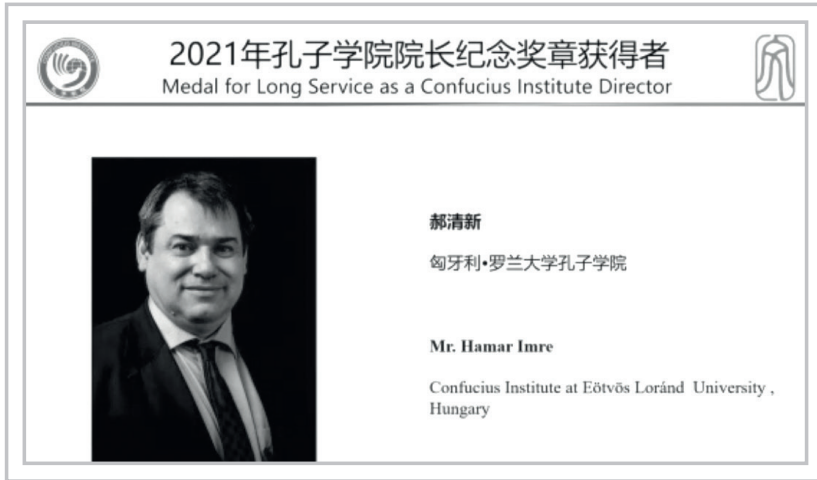 2021年孔子学院院长纪念奖章获得者
Medal for Long Service as a Confucius Institute Director
郝清新
匈牙利•罗兰大学孔子学院
Mr. Hamar Imre
Confucius Institute at Eötvös Loránd University ,
Hungary